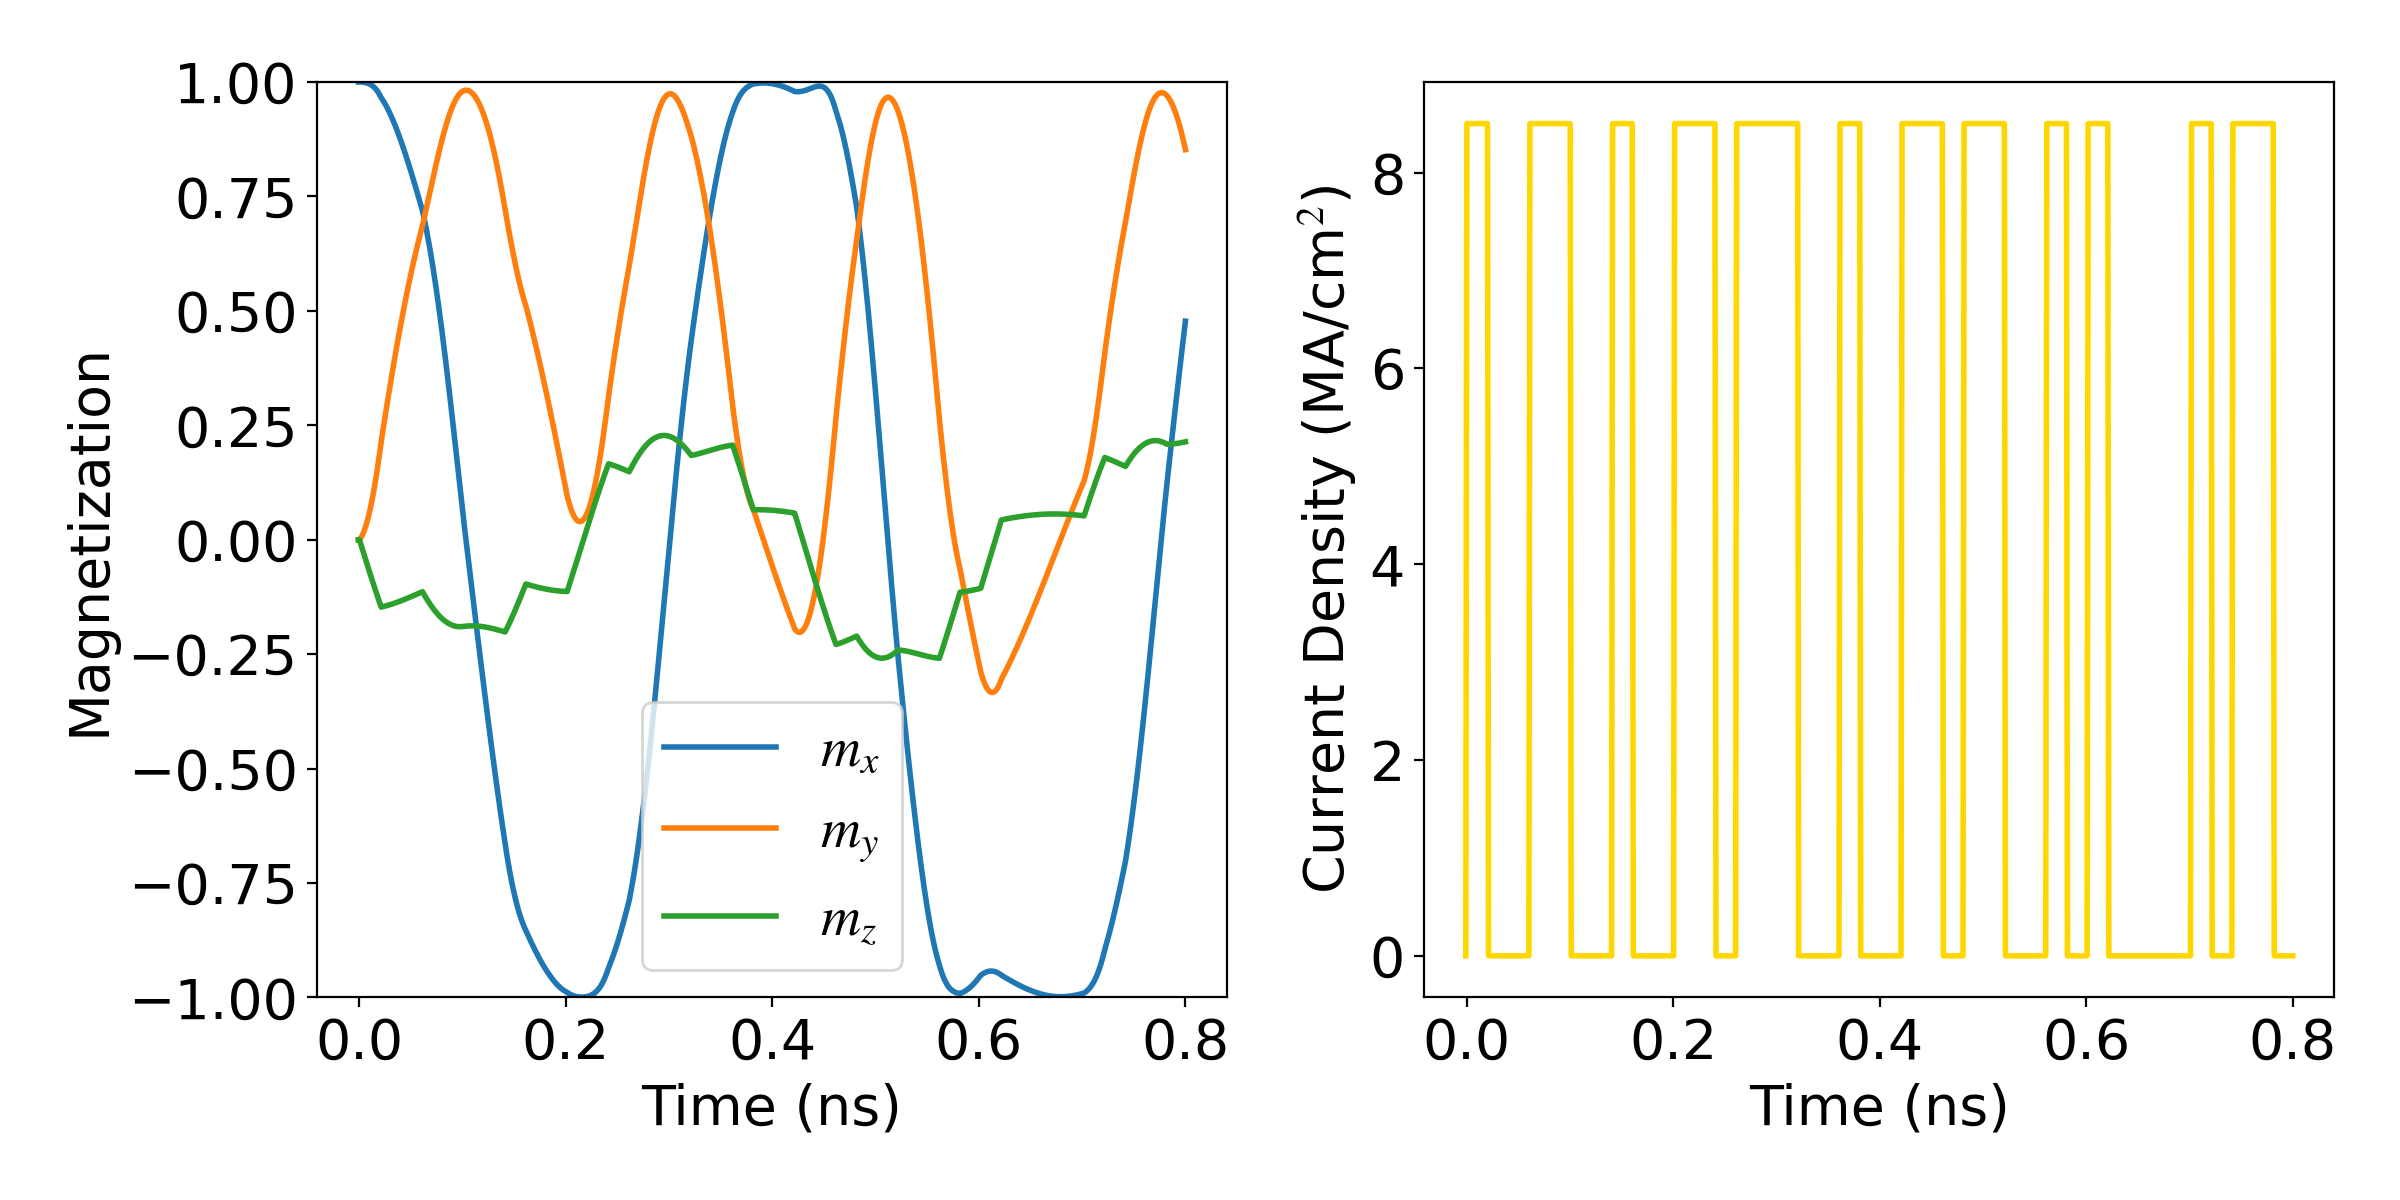 1.00
0.75
0.50
0.25
0.00
−0.25
−0.50
−0.75
−1.00
Magnetization
0.0 0.2 0.4 0.6 0.8
Time (ns)
m_x
m_y
m_z
8
6
4
2
0
Current Density (MA/cm²)
0.0 0.2 0.4 0.6 0.8
Time (ns)